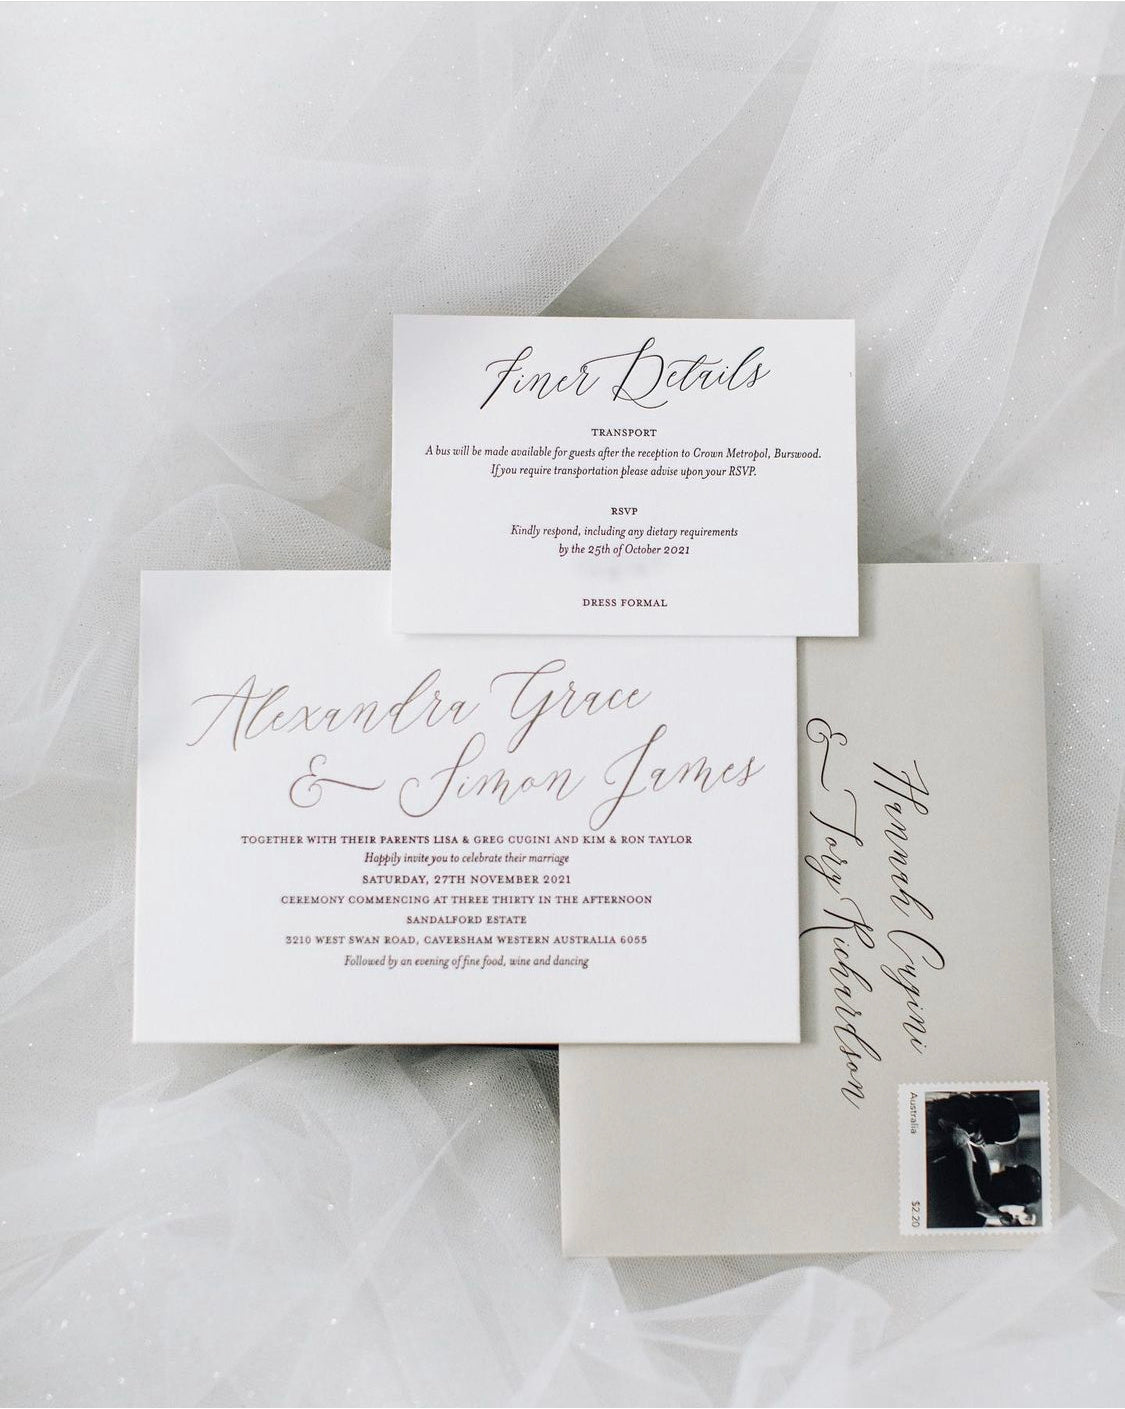 Finer Details
TRANSPORT
A bus will be made available for guests after the reception to Crown Metropol, Burswood.
If you require transportation please advise upon your RSVP.
RSVP
Kindly respond, including any dietary requirements
by the 25th of October 2021
DRESS FORMAL
Alexandra Grace
& Simon James
TOGETHER WITH THEIR PARENTS LISA & GREG CUGINI AND KIM & RON TAYLOR
Happily invite you to celebrate their marriage
SATURDAY, 27TH NOVEMBER 2021
CEREMONY COMMENCING AT THREE THIRTY IN THE AFTERNOON
SANDALFORD ESTATE
3210 WEST SWAN ROAD, CAVERSHAM WESTERN AUSTRALIA 6055
Followed by an evening of fine food, wine and dancing
Hannah Cugini
& Tory Richardson
Australia
$2.20